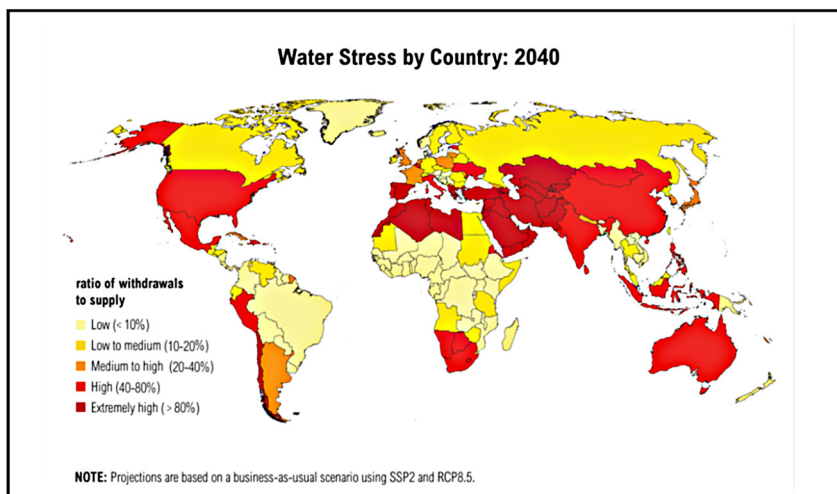 Water Stress by Country: 2040
ratio of withdrawals
to supply
Low (< 10%)
Low to medium (10-20%)
Medium to high (20-40%)
High (40-80%)
Extremely high (> 80%)
NOTE: Projections are based on a business-as-usual scenario using SSP2 and RCP8.5.